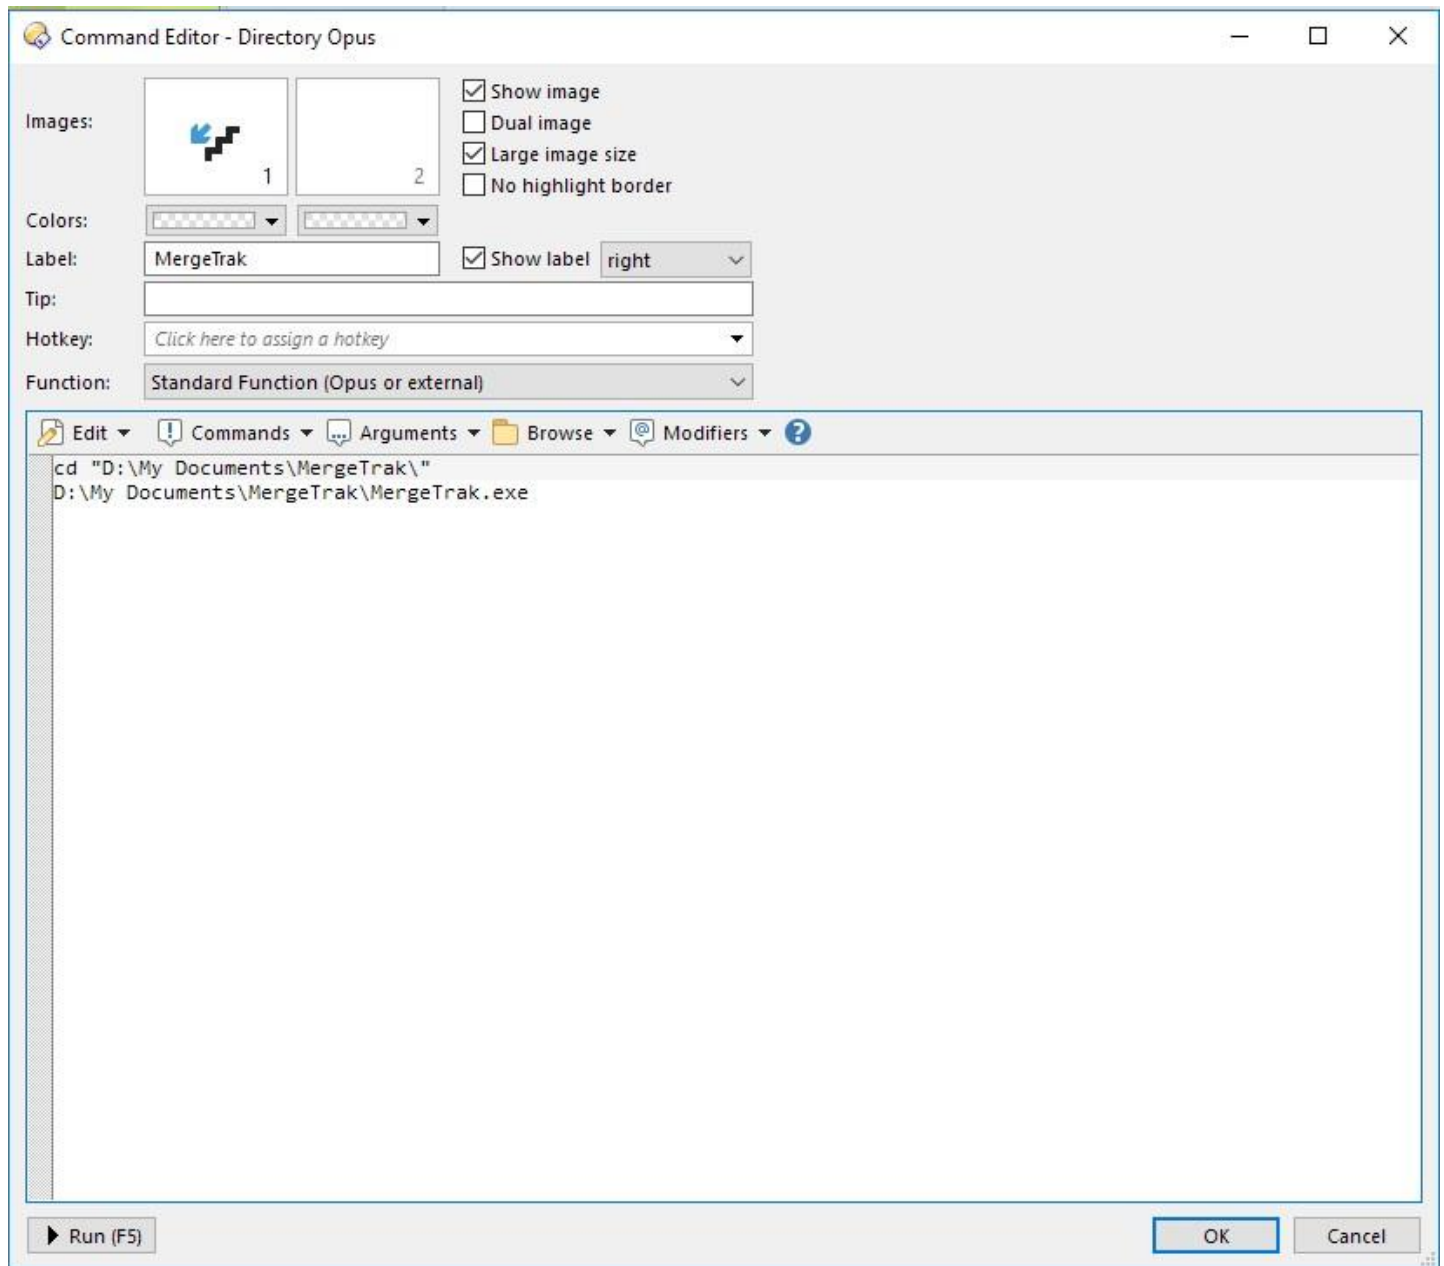 Command Editor - Directory Opus
Images:
1
2
Show image
Dual image
Large image size
No highlight border
Colors:
Label:
MergeTrak
Show label
right
Tip:
Hotkey:
Click here to assign a hotkey
Function:
Standard Function (Opus or external)
Edit
Commands
Arguments
Browse
Modifiers
cd "D:\My Documents\MergeTrak\"
D:\My Documents\MergeTrak\MergeTrak.exe
Run (F5)
OK
Cancel